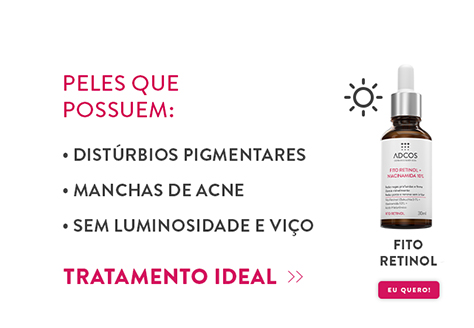 PELES QUE
POSSUEM:
• DISTÚRBIOS PIGMENTARES
• MANCHAS DE ACNE
• SEM LUMINOSIDADE E VIÇO
TRATAMENTO IDEAL >>
ADCOS
FITO RETINOL +
NIACINAMIDA 10%
FITO
RETINOL
EU QUERO!